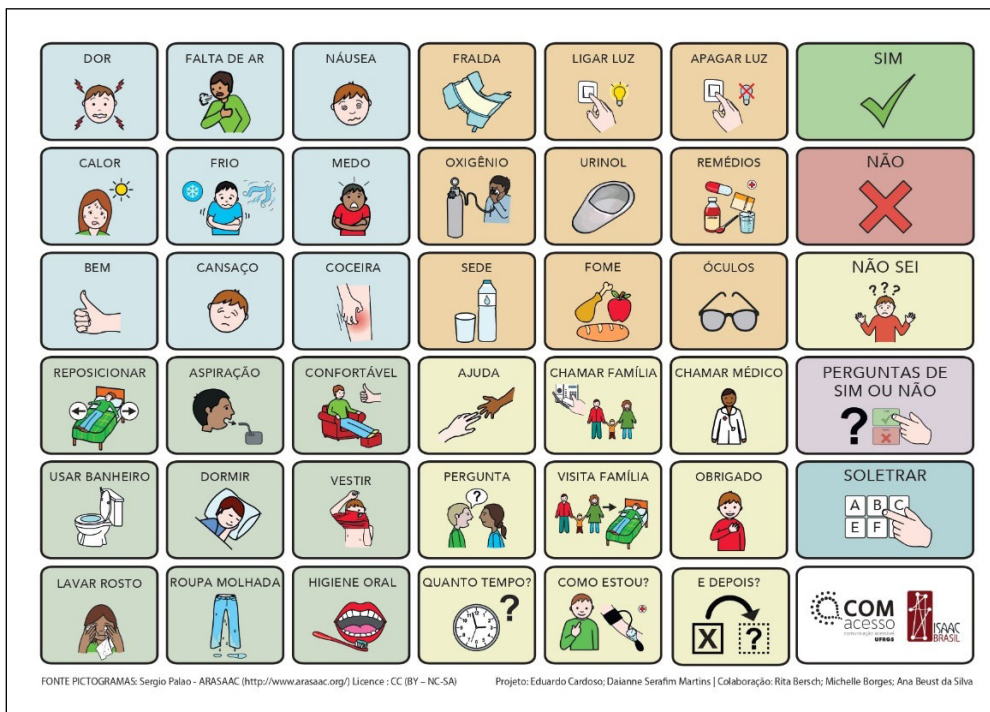 DOR
FALTA DE AR
NÁUSEA
FRALDA
LIGAR LUZ
APAGAR LUZ
SIM
CALOR
FRIO
MEDO
OXIGÊNIO
URINOL
REMÉDIOS
NÃO
BEM
CANSAÇO
COCEIRA
SEDE
FOME
ÓCULOS
NÃO SEI
???
REPOSICIONAR
ASPIRAÇÃO
CONFORTÁVEL
AJUDA
CHAMAR FAMÍLIA
CHAMAR MÉDICO
PERGUNTAS DE
SIM OU NÃO
?
USAR BANHEIRO
DORMIR
VESTIR
PERGUNTA
?
VISITA FAMÍLIA
OBRIGADO
SOLETRAR
A B C
E F
LAVAR ROSTO
ROUPA MOLHADA
HIGIENE ORAL
QUANTO TEMPO?
?
COMO ESTOU?
E DEPOIS?
X ?
COM
acesso
comunicação acessível
UFRGS
ISAAC
BRASIL
FONTE PICTOGRAMAS: Sergio Palao - ARASAAC (http://www.arasaac.org/) Licence : CC (BY – NC-SA)
Projeto: Eduardo Cardoso; Daianne Serafim Martins | Colaboração: Rita Bersch; Michelle Borges; Ana Beust da Silva